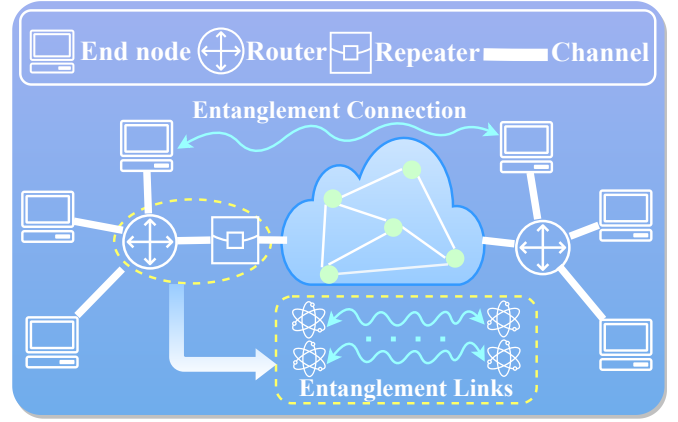 End node Router Repeater Channel
Entanglement Connection
Entanglement Links